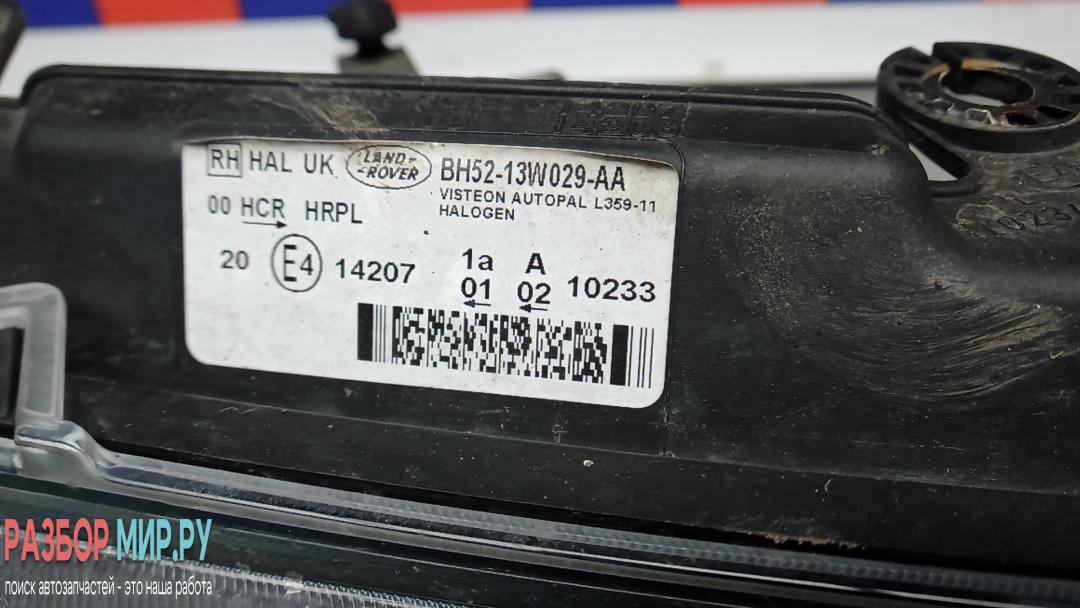 RH HAL UK LAND-ROVER BH52-13W029-AA
VISTEON AUTOPAL L359-11
HALOGEN
00 HCR HRPL
20 E4 14207 1a A 10233
01 02
РАЗБОР.МИР.РУ
поиск автозапчастей - это наша работа